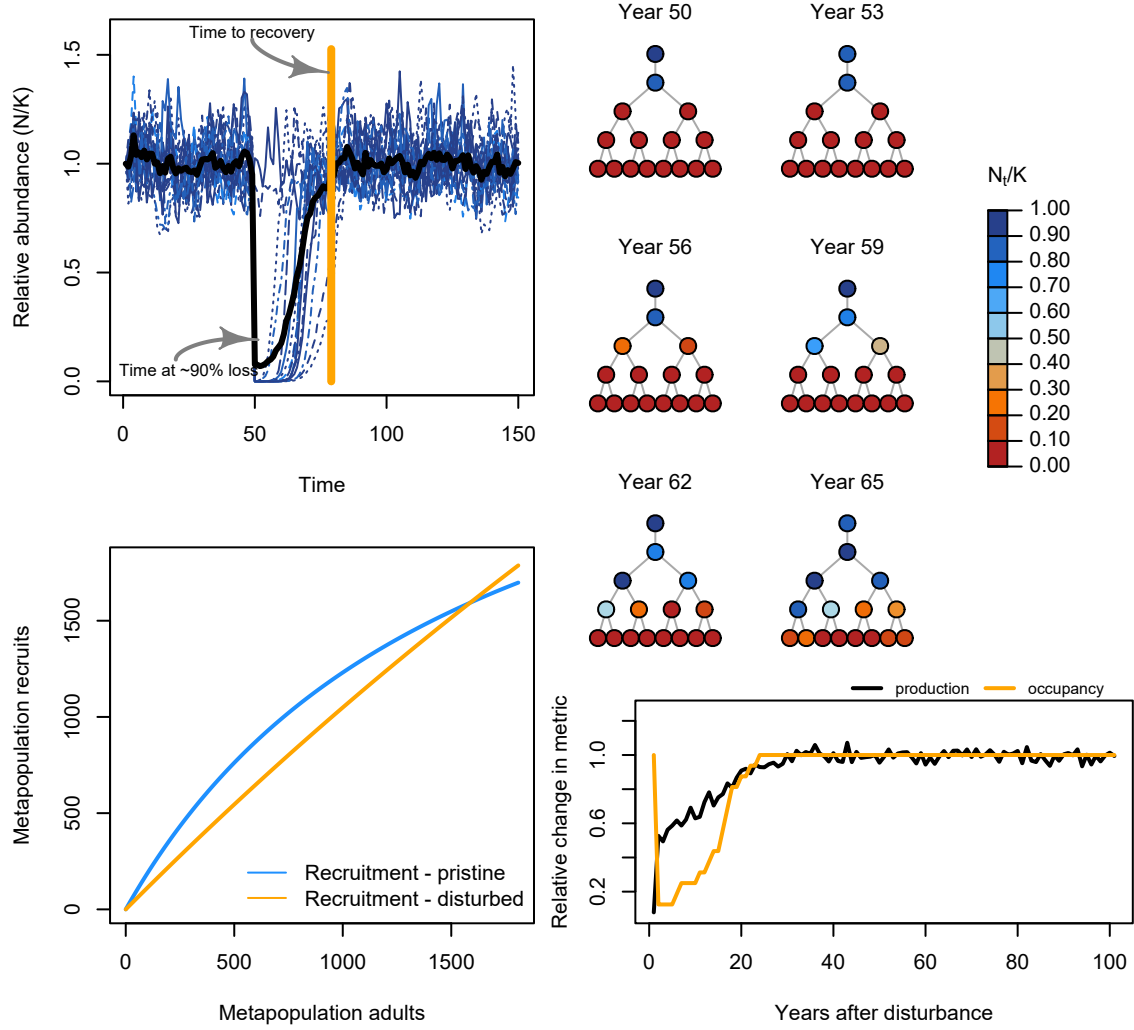 Relative abundance (N/K)
1.5
1.0
0.5
0.0
Time to recovery
Time at ~90% loss
0
50
100
150
Time
Year 50
Year 53
Year 56
Year 59
Year 62
Year 65
Nt/K
1.00
0.90
0.80
0.70
0.60
0.50
0.40
0.30
0.20
0.10
0.00
Metapopulation recruits
1500
1000
500
0
Recruitment - pristine
Recruitment - disturbed
0
500
1000
1500
Metapopulation adults
production
occupancy
Relative change in metric
1.0
0.6
0.2
0
20
40
60
80
100
Years after disturbance